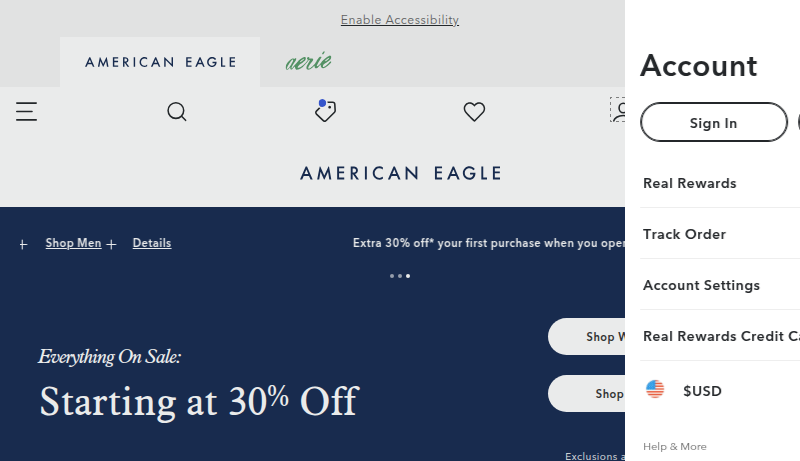 Enable Accessibility
AMERICAN EAGLE
aerie
AMERICAN EAGLE
Shop Men
Details
Extra 30% off* your first purchase when you
Everything On Sale:
Starting at 30% Off
Shop
Shop
Exclusions
Account
Sign In
Real Rewards
Track Order
Account Settings
Real Rewards Credit
$USD
Help & More